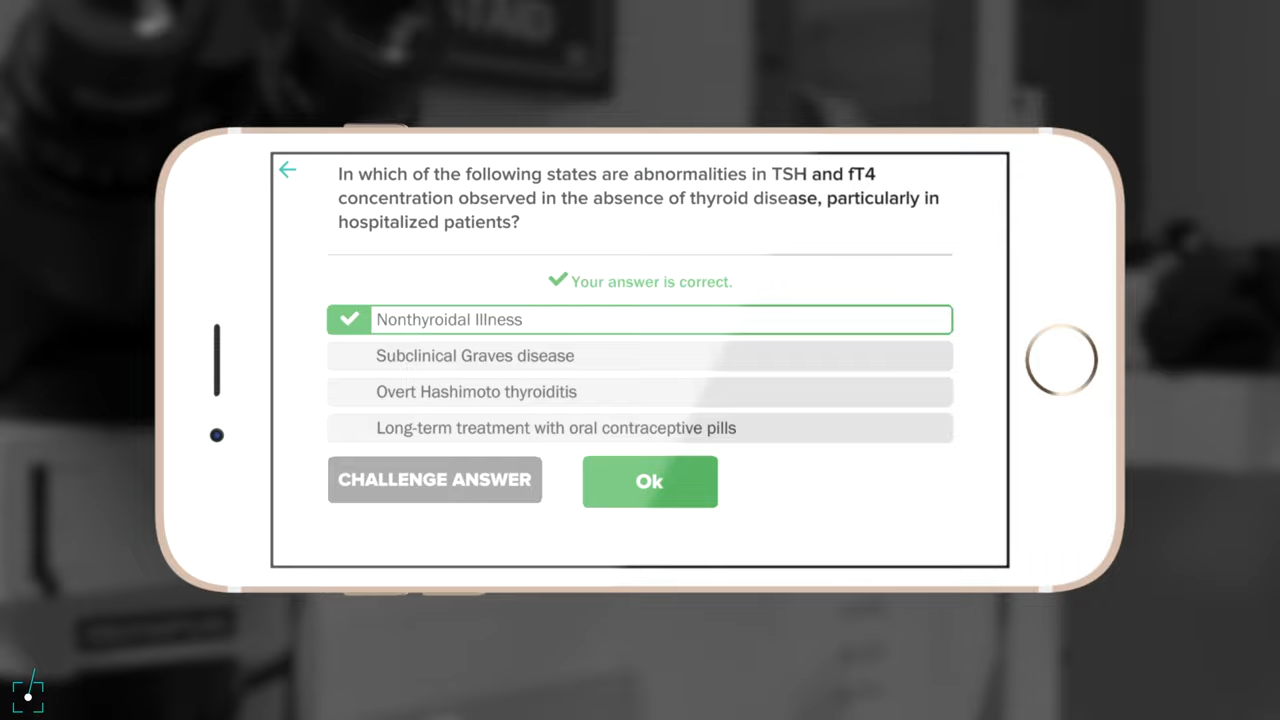 In which of the following states are abnormalities in TSH and fT4
concentration observed in the absence of thyroid disease, particularly in
hospitalized patients?
Your answer is correct.
Nonthyroidal Illness
Subclinical Graves disease
Overt Hashimoto thyroiditis
Long-term treatment with oral contraceptive pills
CHALLENGE ANSWER
Ok